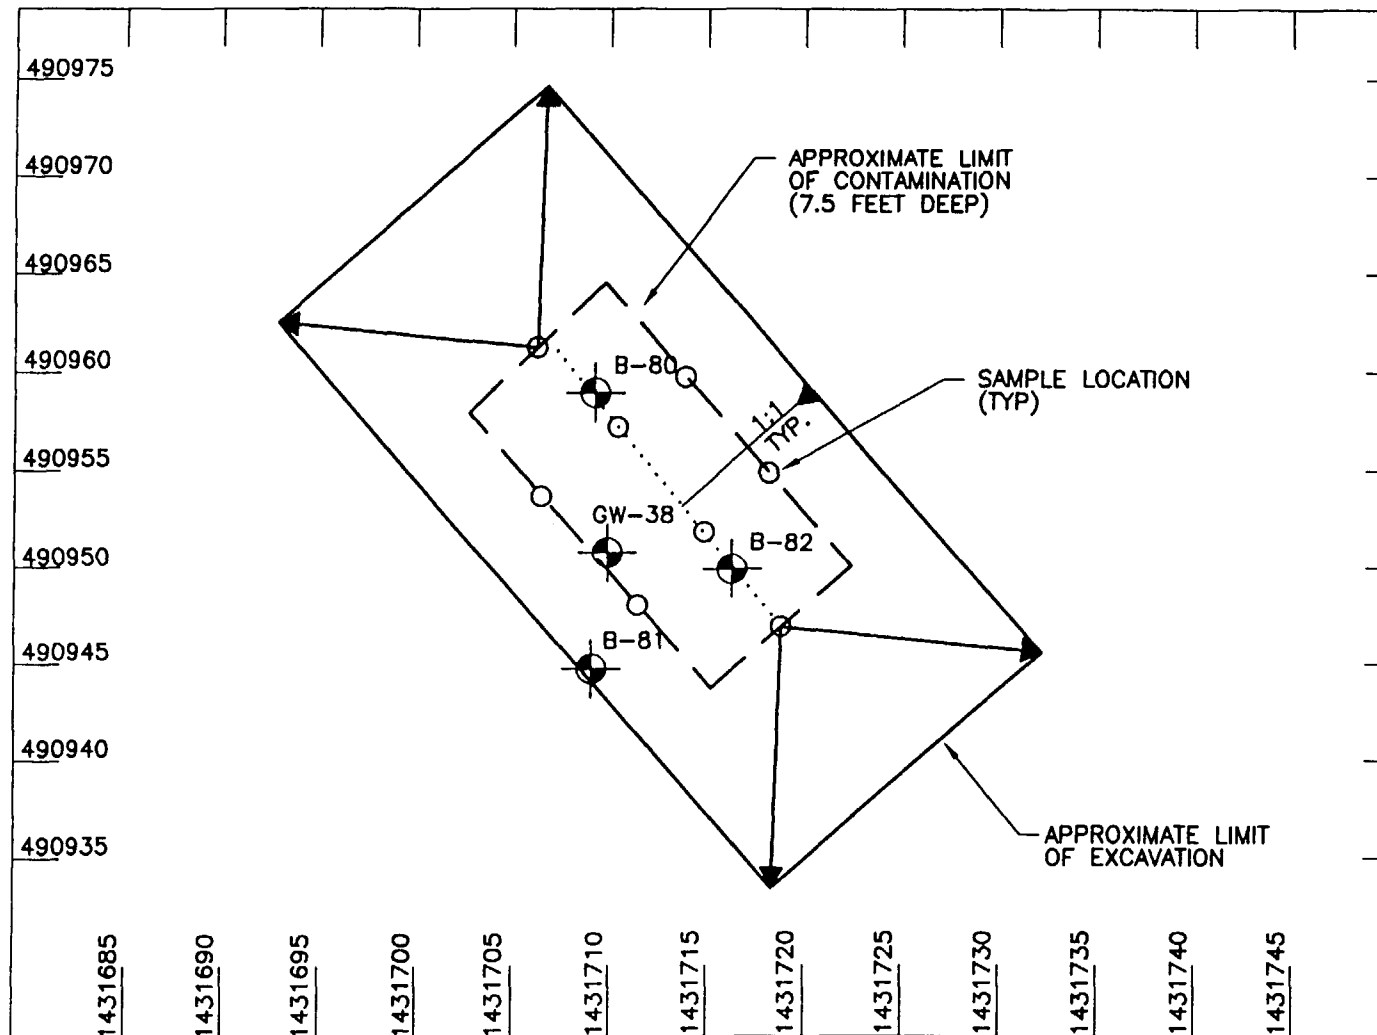 490975
490970
490965
490960
490955
490950
490945
490940
490935
APPROXIMATE LIMIT
OF CONTAMINATION
(7.5 FEET DEEP)
B-80
SAMPLE LOCATION
(TYP)
1:1
TYP.
GW-38
B-82
B-81
APPROXIMATE LIMIT
OF EXCAVATION
1431685
1431690
1431695
1431700
1431705
1431710
1431715
1431720
1431725
1431730
1431735
1431740
1431745